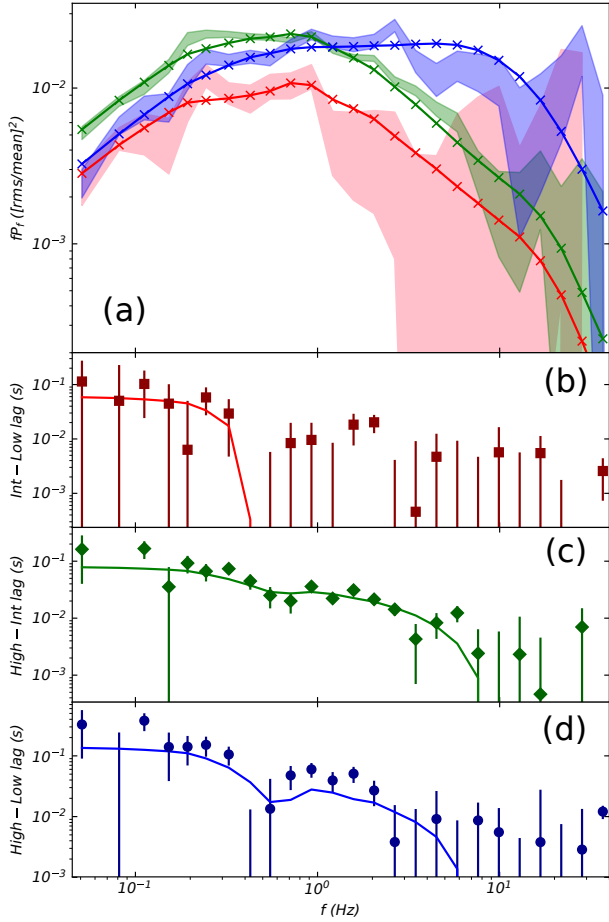 (a)
fP_f ([rms/mean]^2)
10^-2
10^-3
(b)
Int−Low lag (s)
10^-1
10^-2
10^-3
(c)
High−Int lag (s)
10^-1
10^-2
10^-3
(d)
High−Low lag (s)
10^-1
10^-2
10^-3
10^-1 10^0 10^1
f (Hz)